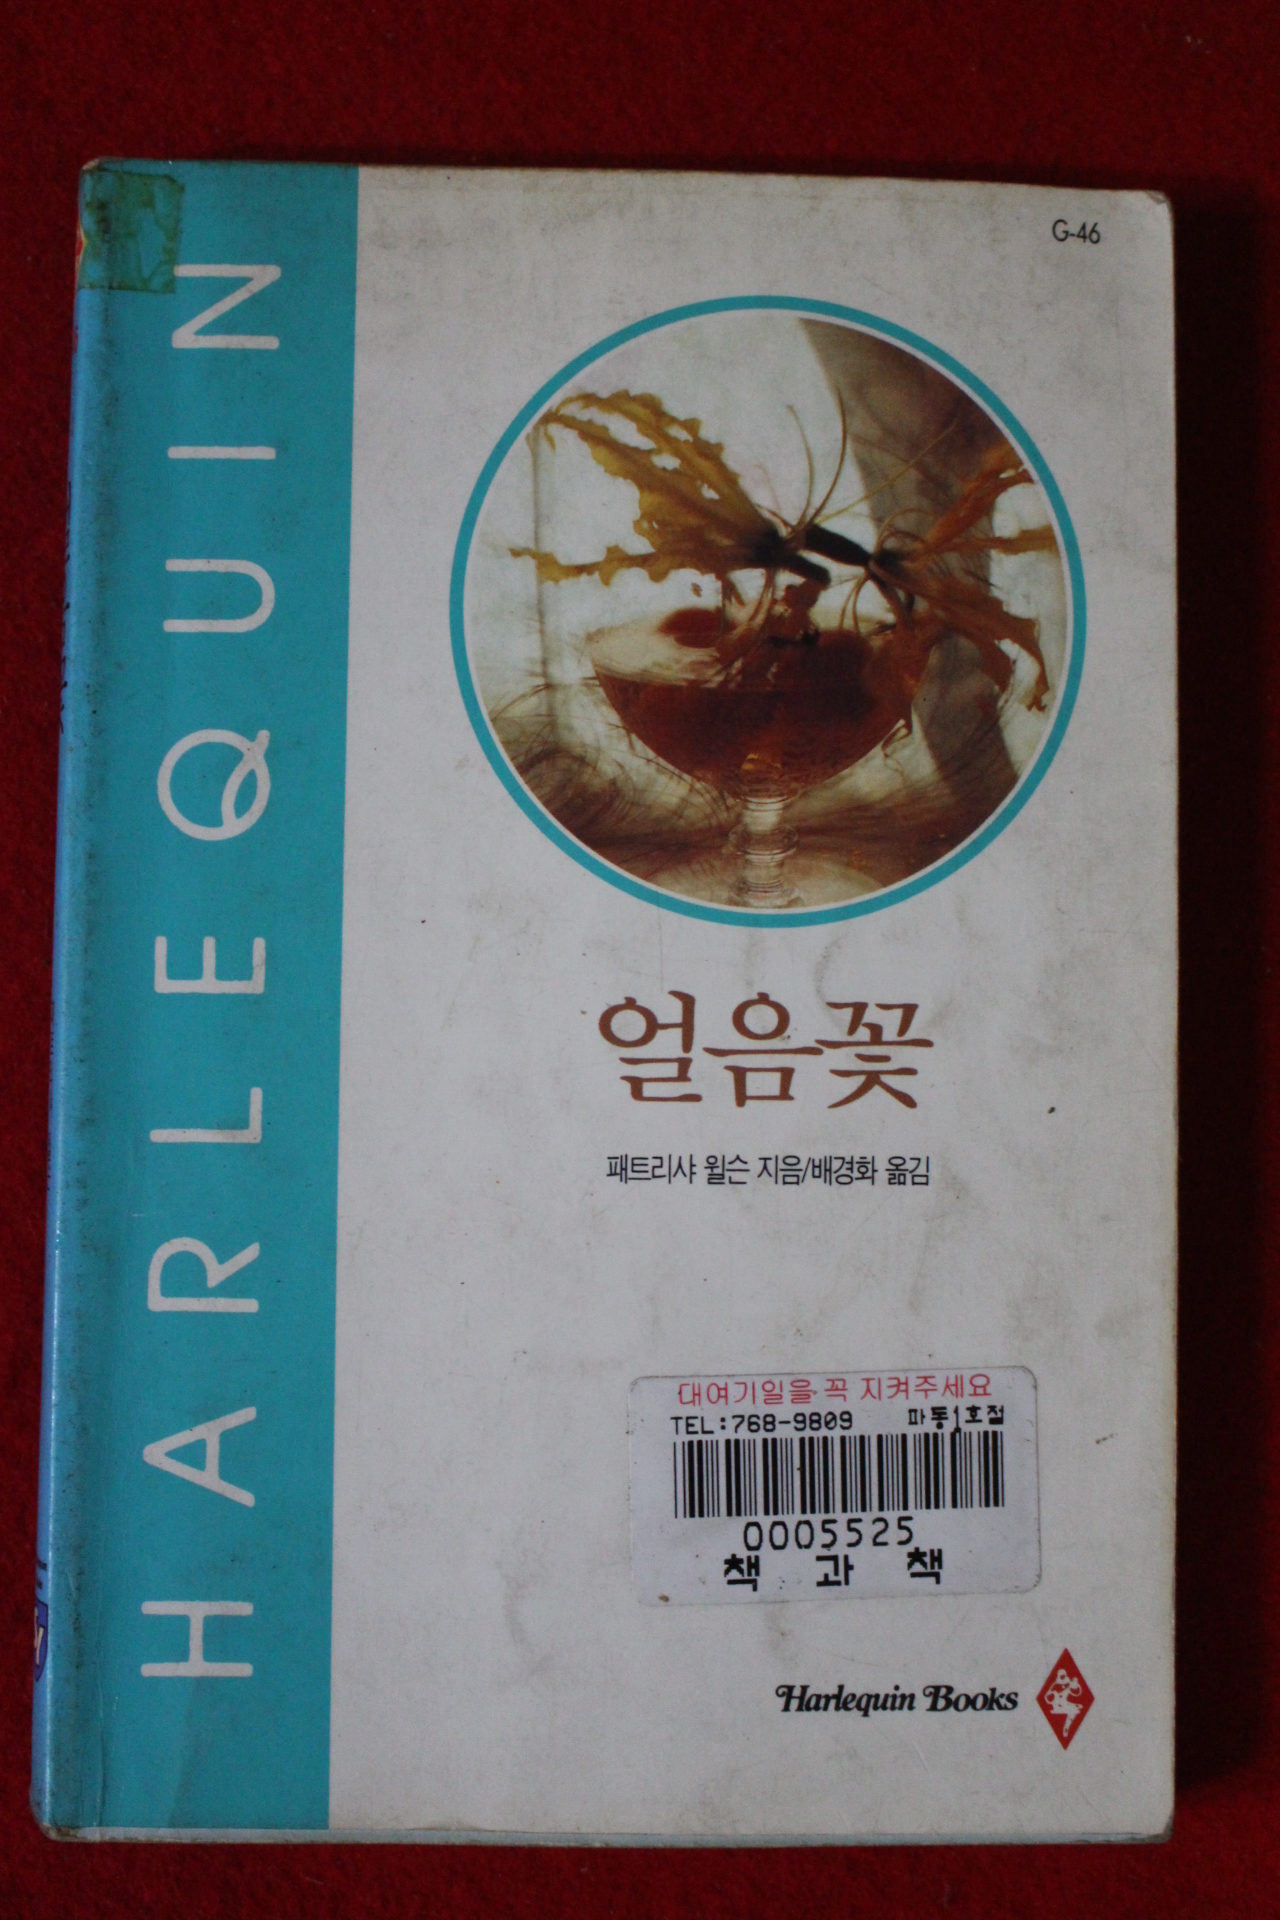 HARLEQUIN
G-46
얼음꽃
패트리샤 윌슨 지음/배경화 옮김
대여기일을 꼭 지켜주세요
TEL:768-9809 파동1호점
0005525
책 과 책
Harlequin Books